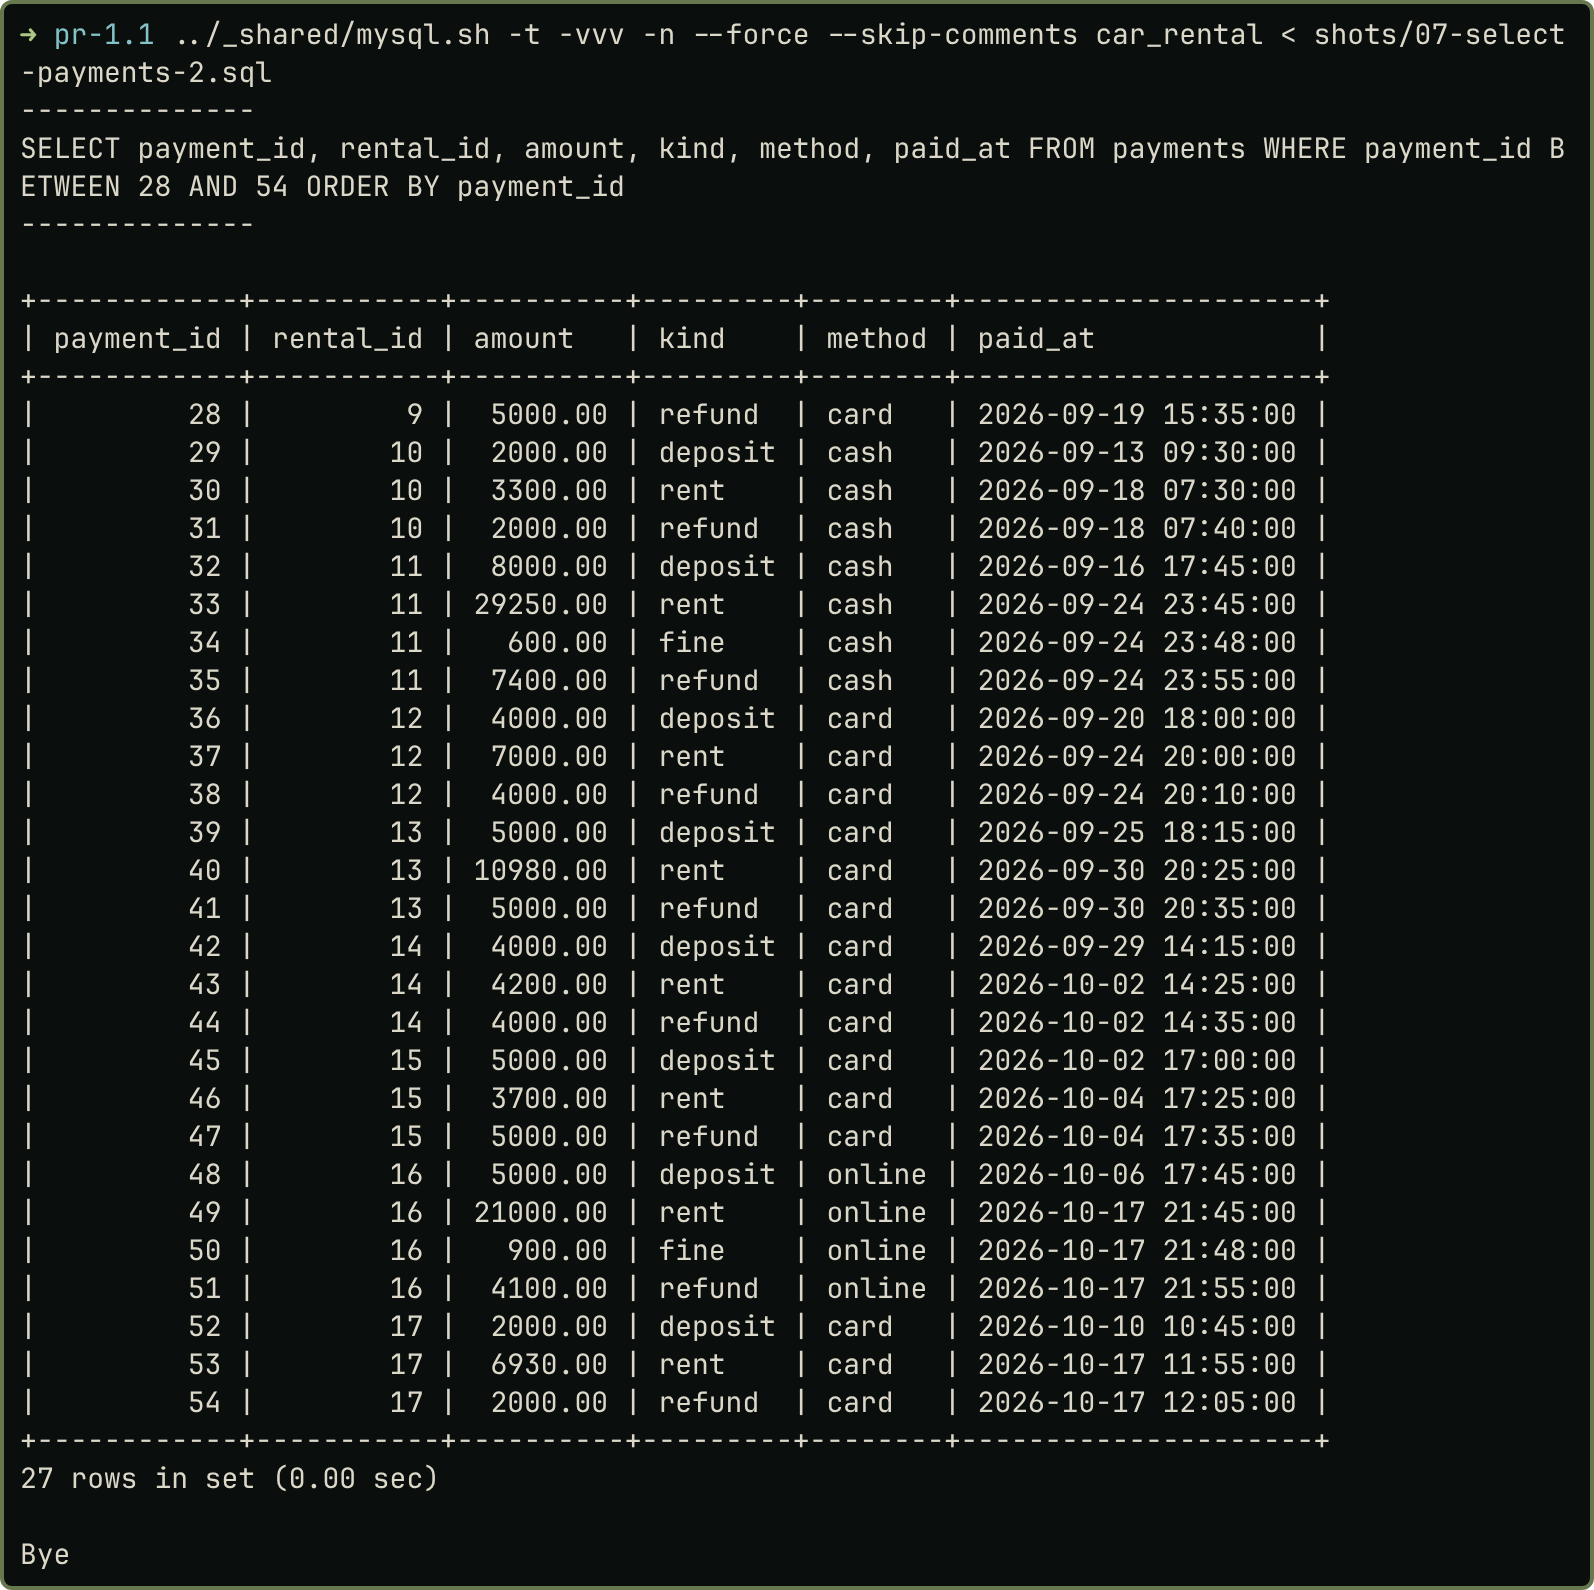 → pr-1.1 ../_shared/mysql.sh -t -vvv -n --force --skip-comments car_rental < shots/07-select
-payments-2.sql
--------------
SELECT payment_id, rental_id, amount, kind, method, paid_at FROM payments WHERE payment_id B
ETWEEN 28 AND 54 ORDER BY payment_id
--------------

+------------+-----------+----------+---------+--------+---------------------+
| payment_id | rental_id | amount   | kind    | method | paid_at             |
+------------+-----------+----------+---------+--------+---------------------+
|         28 |         9 |  5000.00 | refund  | card   | 2026-09-19 15:35:00 |
|         29 |        10 |  2000.00 | deposit | cash   | 2026-09-13 09:30:00 |
|         30 |        10 |  3300.00 | rent    | cash   | 2026-09-18 07:30:00 |
|         31 |        10 |  2000.00 | refund  | cash   | 2026-09-18 07:40:00 |
|         32 |        11 |  8000.00 | deposit | cash   | 2026-09-16 17:45:00 |
|         33 |        11 | 29250.00 | rent    | cash   | 2026-09-24 23:45:00 |
|         34 |        11 |   600.00 | fine    | cash   | 2026-09-24 23:48:00 |
|         35 |        11 |  7400.00 | refund  | cash   | 2026-09-24 23:55:00 |
|         36 |        12 |  4000.00 | deposit | card   | 2026-09-20 18:00:00 |
|         37 |        12 |  7000.00 | rent    | card   | 2026-09-24 20:00:00 |
|         38 |        12 |  4000.00 | refund  | card   | 2026-09-24 20:10:00 |
|         39 |        13 |  5000.00 | deposit | card   | 2026-09-25 18:15:00 |
|         40 |        13 | 10980.00 | rent    | card   | 2026-09-30 20:25:00 |
|         41 |        13 |  5000.00 | refund  | card   | 2026-09-30 20:35:00 |
|         42 |        14 |  4000.00 | deposit | card   | 2026-09-29 14:15:00 |
|         43 |        14 |  4200.00 | rent    | card   | 2026-10-02 14:25:00 |
|         44 |        14 |  4000.00 | refund  | card   | 2026-10-02 14:35:00 |
|         45 |        15 |  5000.00 | deposit | card   | 2026-10-02 17:00:00 |
|         46 |        15 |  3700.00 | rent    | card   | 2026-10-04 17:25:00 |
|         47 |        15 |  5000.00 | refund  | card   | 2026-10-04 17:35:00 |
|         48 |        16 |  5000.00 | deposit | online | 2026-10-06 17:45:00 |
|         49 |        16 | 21000.00 | rent    | online | 2026-10-17 21:45:00 |
|         50 |        16 |   900.00 | fine    | online | 2026-10-17 21:48:00 |
|         51 |        16 |  4100.00 | refund  | online | 2026-10-17 21:55:00 |
|         52 |        17 |  2000.00 | deposit | card   | 2026-10-10 10:45:00 |
|         53 |        17 |  6930.00 | rent    | card   | 2026-10-17 11:55:00 |
|         54 |        17 |  2000.00 | refund  | card   | 2026-10-17 12:05:00 |
+------------+-----------+----------+---------+--------+---------------------+
27 rows in set (0.00 sec)

Bye